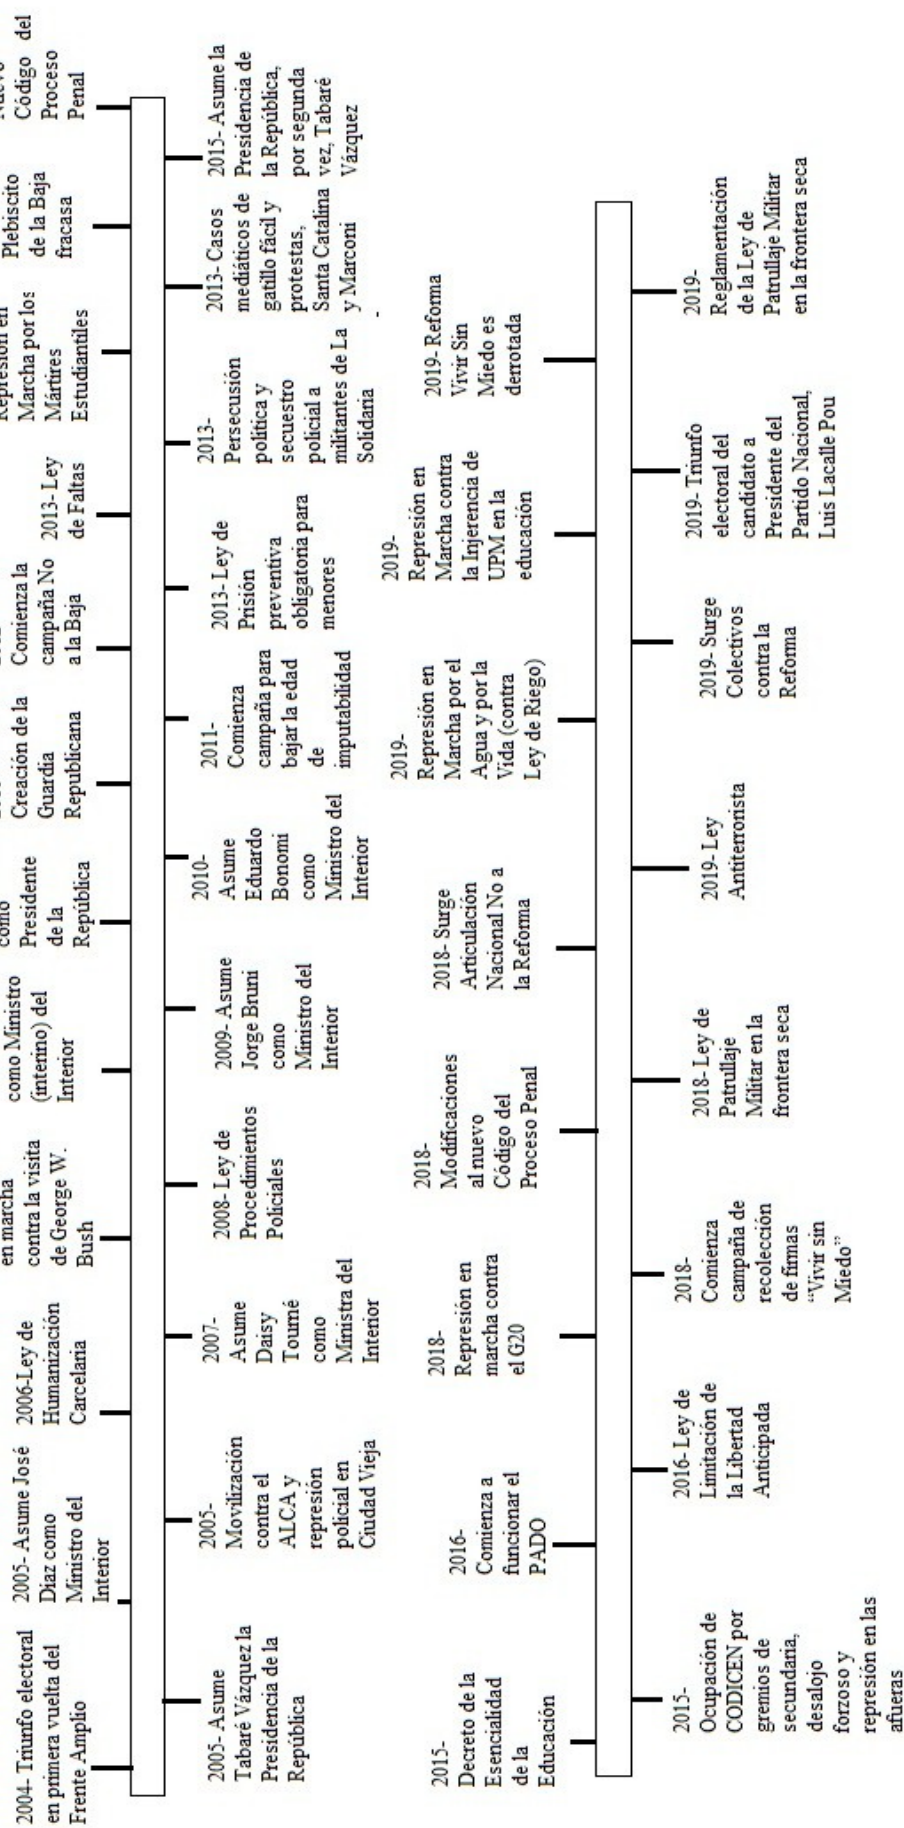 2004- Triunfo electoral
en primera vuelta del
Frente Amplio
2005- Asume José
Diaz como
Ministro del
Interior
2006-Ley de
Humanización
Carcelaria
en marcha
contra la visita
de George W.
Bush
como Ministro
(interino) del
Interior
como
Presidente
de la
República
Creación de la
Guardia
Republicana
Comienza la
campaña No
a la Baja
2013- Ley
de Faltas
Represión en
Marcha por los
Mártires
Estudiantiles
Plebiscito
de la Baja
fracasa
Código del
Proceso
Penal
2005- Asume
Tabaré Vázquez la
Presidencia de la
República
2005-
Movilización
contra el
ALCA y
represión
policial en
Ciudad Vieja
2007-
Asume
Daisy
Tourné
como
Ministra del
Interior
2008- Ley de
Procedimientos
Policiales
2009- Asume
Jorge Bruni
como
Ministro del
Interior
2010-
Asume
Eduardo
Bonomi
como
Ministro del
Interior
2011-
Comienza
campaña para
bajar la edad
de
imputabilidad
2013- Ley de
Prisión
preventiva
obligatoria para
menores
2013-
Persecusión
política y
secuestro
policial a
militantes de La
Solidaria
2013- Casos
mediáticos de
gatillo fácil y
protestas,
Santa Catalina
y Marconi
2015- Asume la
Presidencia de
la República,
por segunda
vez, Tabaré
Vázquez
2015-
Decreto de la
Esencialidad
de la
Educación
2016-
Comienza a
funcionar el
PADO
2018-
Represión en
marcha contra
el G20
2018-
Modificaciones
al nuevo
Código del
Proceso Penal
2018- Surge
Articulación
Nacional No a
la Reforma
2019-
Represión en
Marcha por el
Agua y por la
Vida (contra
Ley de Riego)
2019-
Represión en
Marcha contra
la Injerencia de
UPM en la
educación
2019- Reforma
Vivir Sin
Miedo es
derrotada
2015-
Ocupación de
CODICEN por
gremios de
secundaria,
desalojo
forzoso y
represión en las
afueras
2016- Ley de
Limitación de
la Libertad
Anticipada
2018-
Comienza
campaña de
recolección
de firmas
“Vivir sin
Miedo”
2018- Ley de
Patrullaje
Militar en la
frontera seca
2019- Ley
Antiterrorista
2019- Surge
Colectivos
contra la
Reforma
2019- Triunfo
electoral del
candidato a
Presidente del
Partido Nacional,
Luis Lacalle Pou
2019-
Reglamentación
de la Ley de
Patrullaje Militar
en la frontera seca